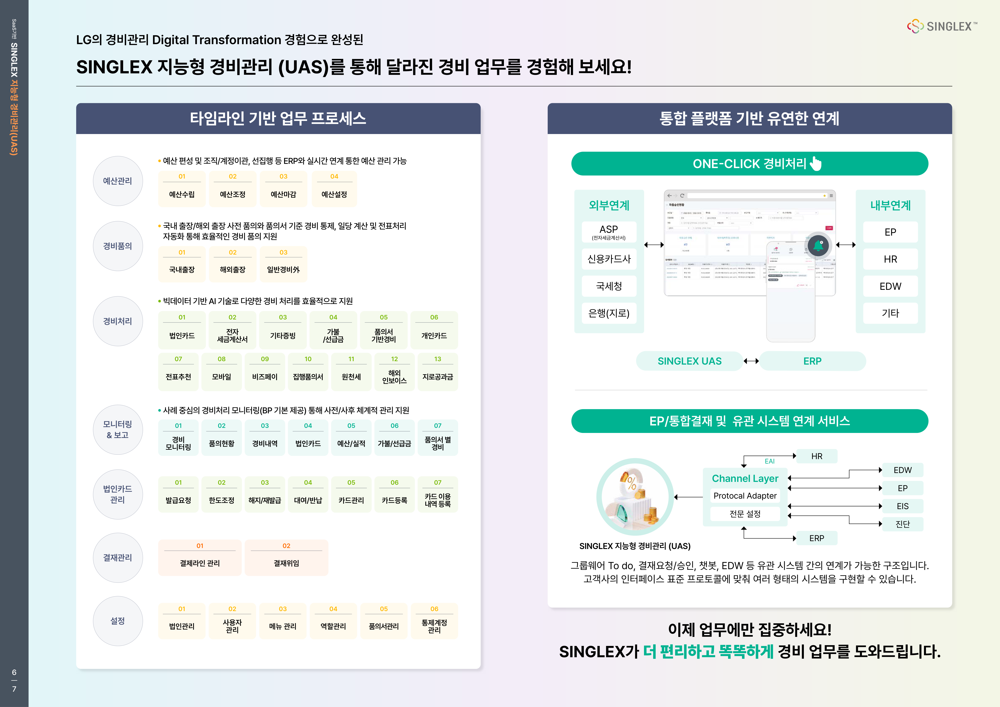 SaaS기반 SINGLEX 지능형 경비관리(UAS)
SINGLEX™
LG의 경비관리 Digital Transformation 경험으로 완성된
SINGLEX 지능형 경비관리 (UAS)를 통해 달라진 경비 업무를 경험해 보세요!
타임라인 기반 업무 프로세스
예산관리
• 예산 편성 및 조직/계정이관, 선집행 등 ERP와 실시간 연계 통한 예산 관리 가능
01 02 03 04
예산수립 예산조정 예산마감 예산설정
경비품의
• 국내 출장/해외 출장 사전 품의와 품의서 기준 경비 통제, 일당 계산 및 전표처리
자동화 통해 효율적인 경비 품의 지원
01 02 03
국내출장 해외출장 일반경비外
경비처리
• 빅데이터 기반 AI 기술로 다양한 경비 처리를 효율적으로 지원
01
법인카드
02
전자
세금계산서
03
기타증빙
04
가불
/선급금
05
품의서
기반경비
06
개인카드
07
전표추천
08
모바일
09
비즈페이
10
집행품의서
11
원천세
12
해외
인보이스
13
지로공과금
모니터링
& 보고
• 사례 중심의 경비처리 모니터링(BP 기본 제공) 통해 사전/사후 체계적 관리 지원
01
경비
모니터링
02
품의현황
03
경비내역
04
법인카드
05
예산/실적
06
가불/선급금
07
품의서 별
경비
법인카드
관리
01
발급요청
02
한도조정
03
해지/재발급
04
대여/반납
05
카드관리
06
카드등록
07
카드 이용
내역 등록
결재관리
01
결제라인 관리
02
결재위임
설정
01
법인관리
02
사용자
관리
03
메뉴 관리
04
역할관리
05
품의서관리
06
통제계정
관리
통합 플랫폼 기반 유연한 연계
ONE-CLICK 경비처리
외부연계
ASP
(전자세금계산서)
신용카드사
국세청
은행(지로)
자동승인현황
내부연계
EP
HR
EDW
기타
SINGLEX UAS
ERP
EP/통합결재 및 유관 시스템 연계 서비스
%
SINGLEX 지능형 경비관리 (UAS)
EAI
Channel Layer
Protocal Adapter
전문 설정
HR
EDW
EP
EIS
진단
ERP
그룹웨어 To do, 결재요청/승인, 챗봇, EDW 등 유관 시스템 간의 연계가 가능한 구조입니다.
고객사의 인터페이스 표준 프로토콜에 맞춰 여러 형태의 시스템을 구현할 수 있습니다.
이제 업무에만 집중하세요!
SINGLEX가 더 편리하고 똑똑하게 경비 업무를 도와드립니다.
6
7